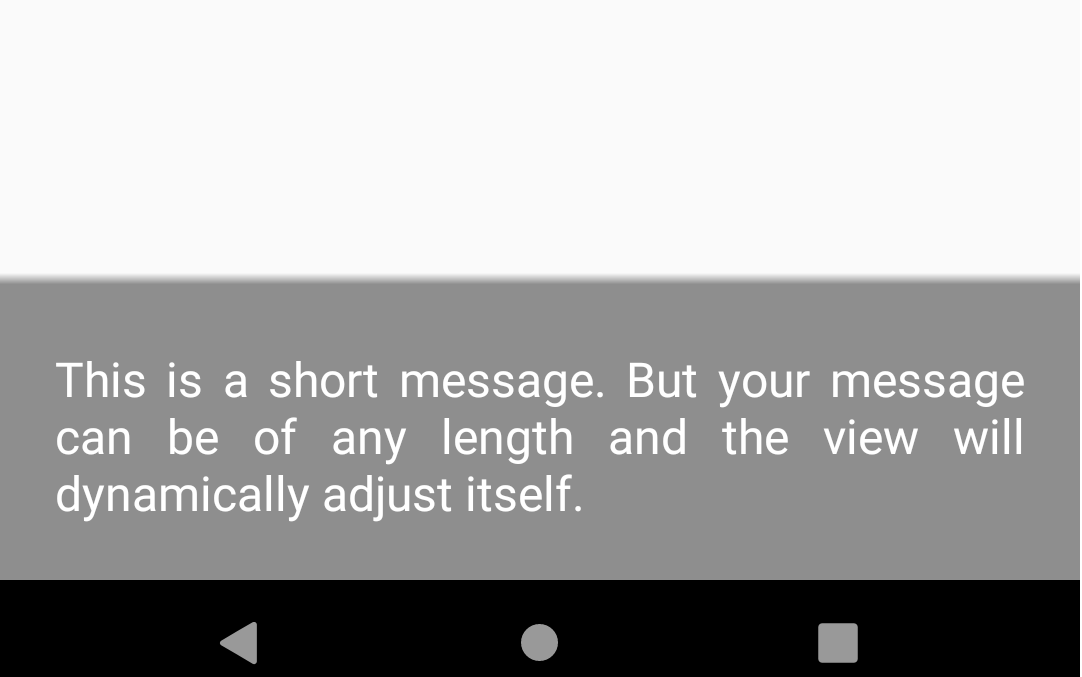 This is a short message. But your message
can be of any length and the view will
dynamically adjust itself.